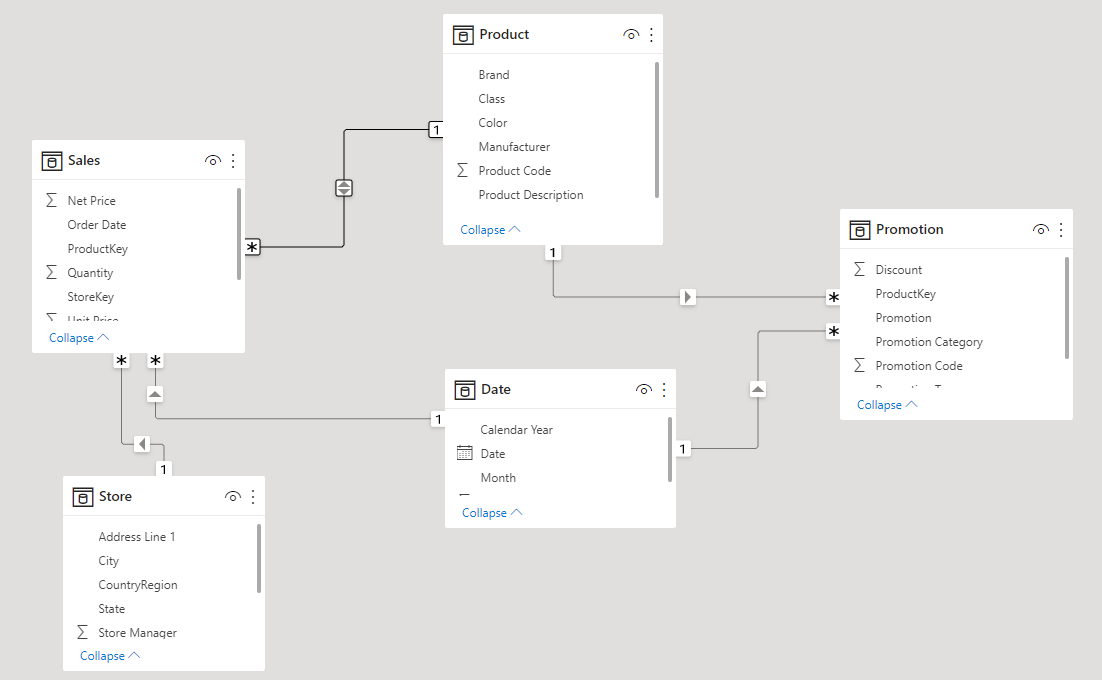 Product
Brand
Class
Color
Manufacturer
Product Code
Product Description
Collapse
1
1
Sales
Net Price
Order Date
ProductKey
Quantity
StoreKey
Unit Price
Collapse
*
*
*
Promotion
Discount
ProductKey
Promotion
Promotion Category
Promotion Code
Collapse
*
*
Date
Calendar Year
Date
Month
Collapse
1
1
Store
Address Line 1
City
CountryRegion
State
Store Manager
Collapse
1